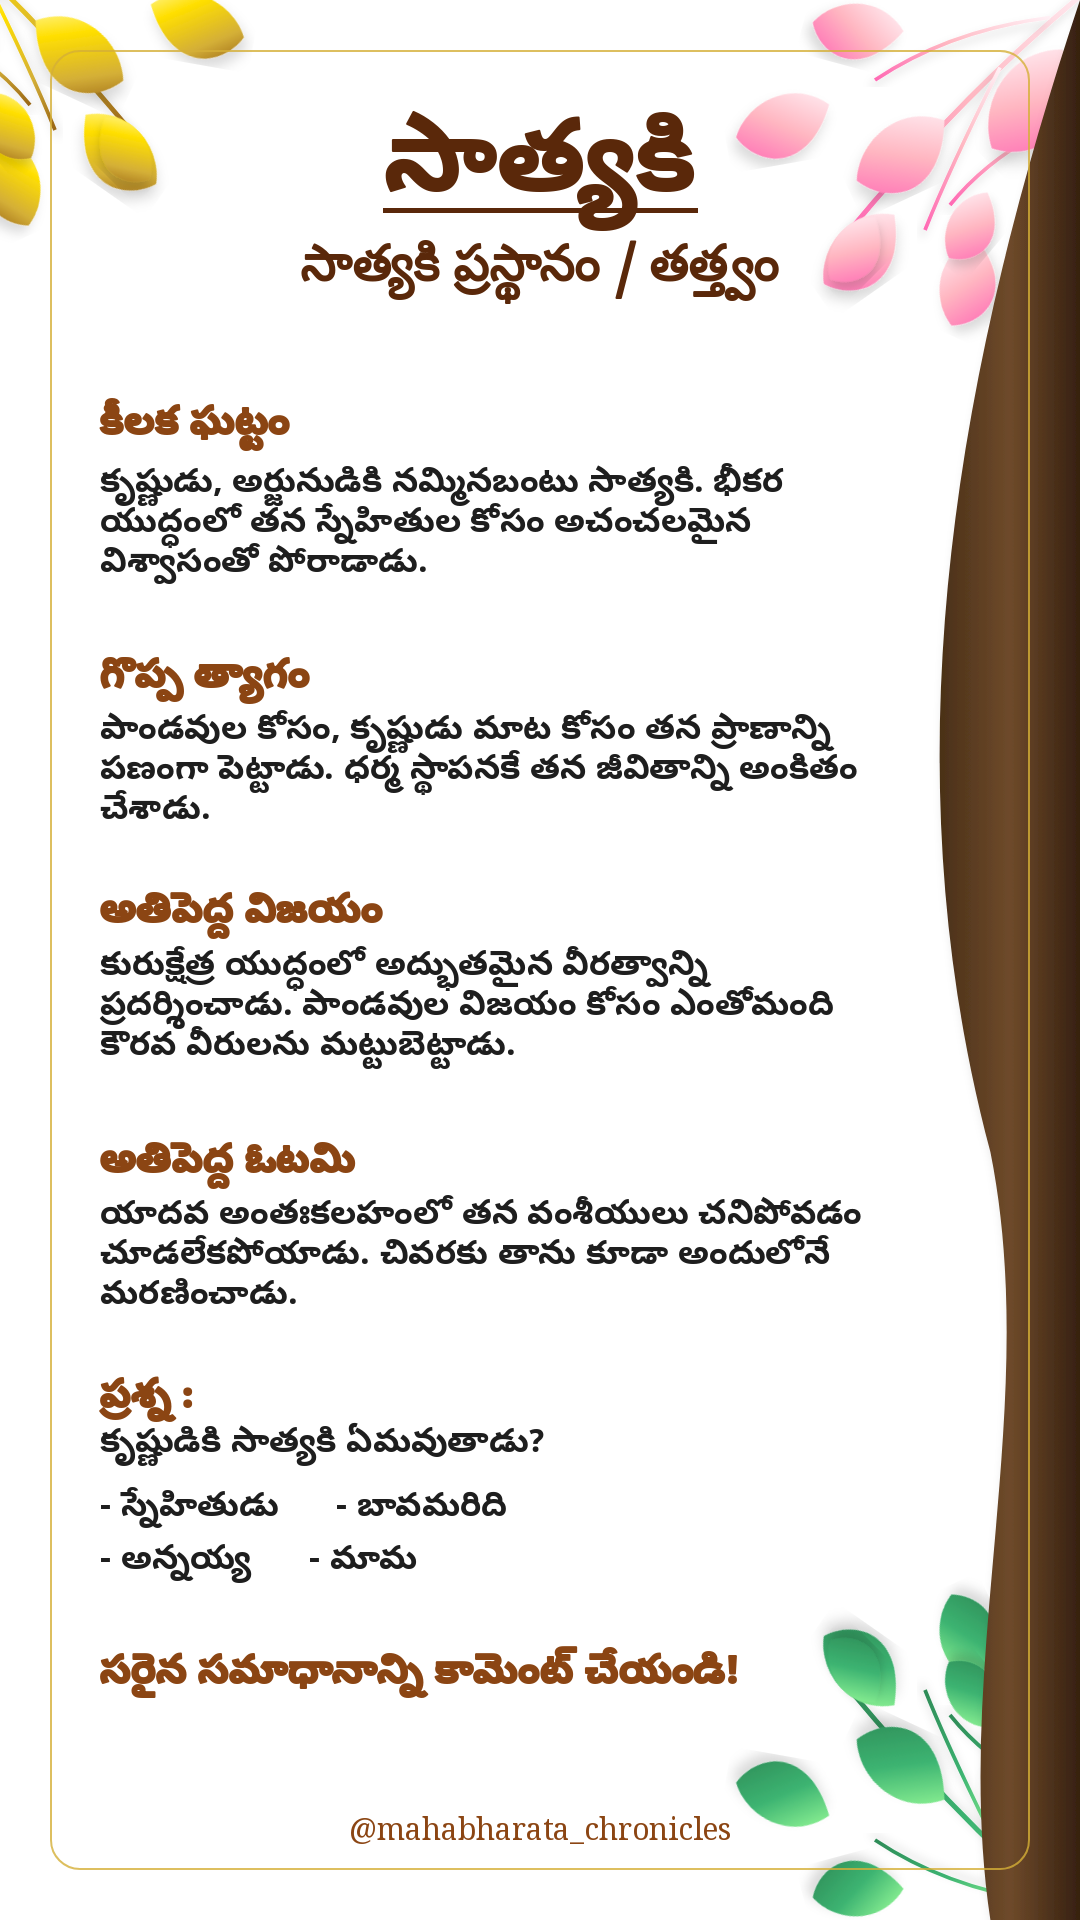 సాత్యకి
సాత్యకి ప్రస్థానం / తత్త్వం
కీలక ఘట్టం
కృష్ణుడు, అర్జునుడికి నమ్మినబంటు సాత్యకి. భీకర
యుద్ధంలో తన స్నేహితుల కోసం అచంచలమైన
విశ్వాసంతో పోరాడాడు.
గొప్ప త్యాగం
పాండవుల కోసం, కృష్ణుడు మాట కోసం తన ప్రాణాన్ని
పణంగా పెట్టాడు. ధర్మ స్థాపనకే తన జీవితాన్ని అంకితం
చేశాడు.
అతిపెద్ద విజయం
కురుక్షేత్ర యుద్ధంలో అద్భుతమైన వీరత్వాన్ని
ప్రదర్శించాడు. పాండవుల విజయం కోసం ఎంతోమంది
కౌరవ వీరులను మట్టుబెట్టాడు.
అతిపెద్ద ఓటమి
యాదవ అంతఃకలహంలో తన వంశీయులు చనిపోవడం
చూడలేకపోయాడు. చివరకు తాను కూడా అందులోనే
మరణించాడు.
ప్రశ్న :
కృష్ణుడికి సాత్యకి ఏమవుతాడు?
- స్నేహితుడు - బావమరిది
- అన్నయ్య - మామ
సరైన సమాధానాన్ని కామెంట్ చేయండి!
@mahabharata_chronicles